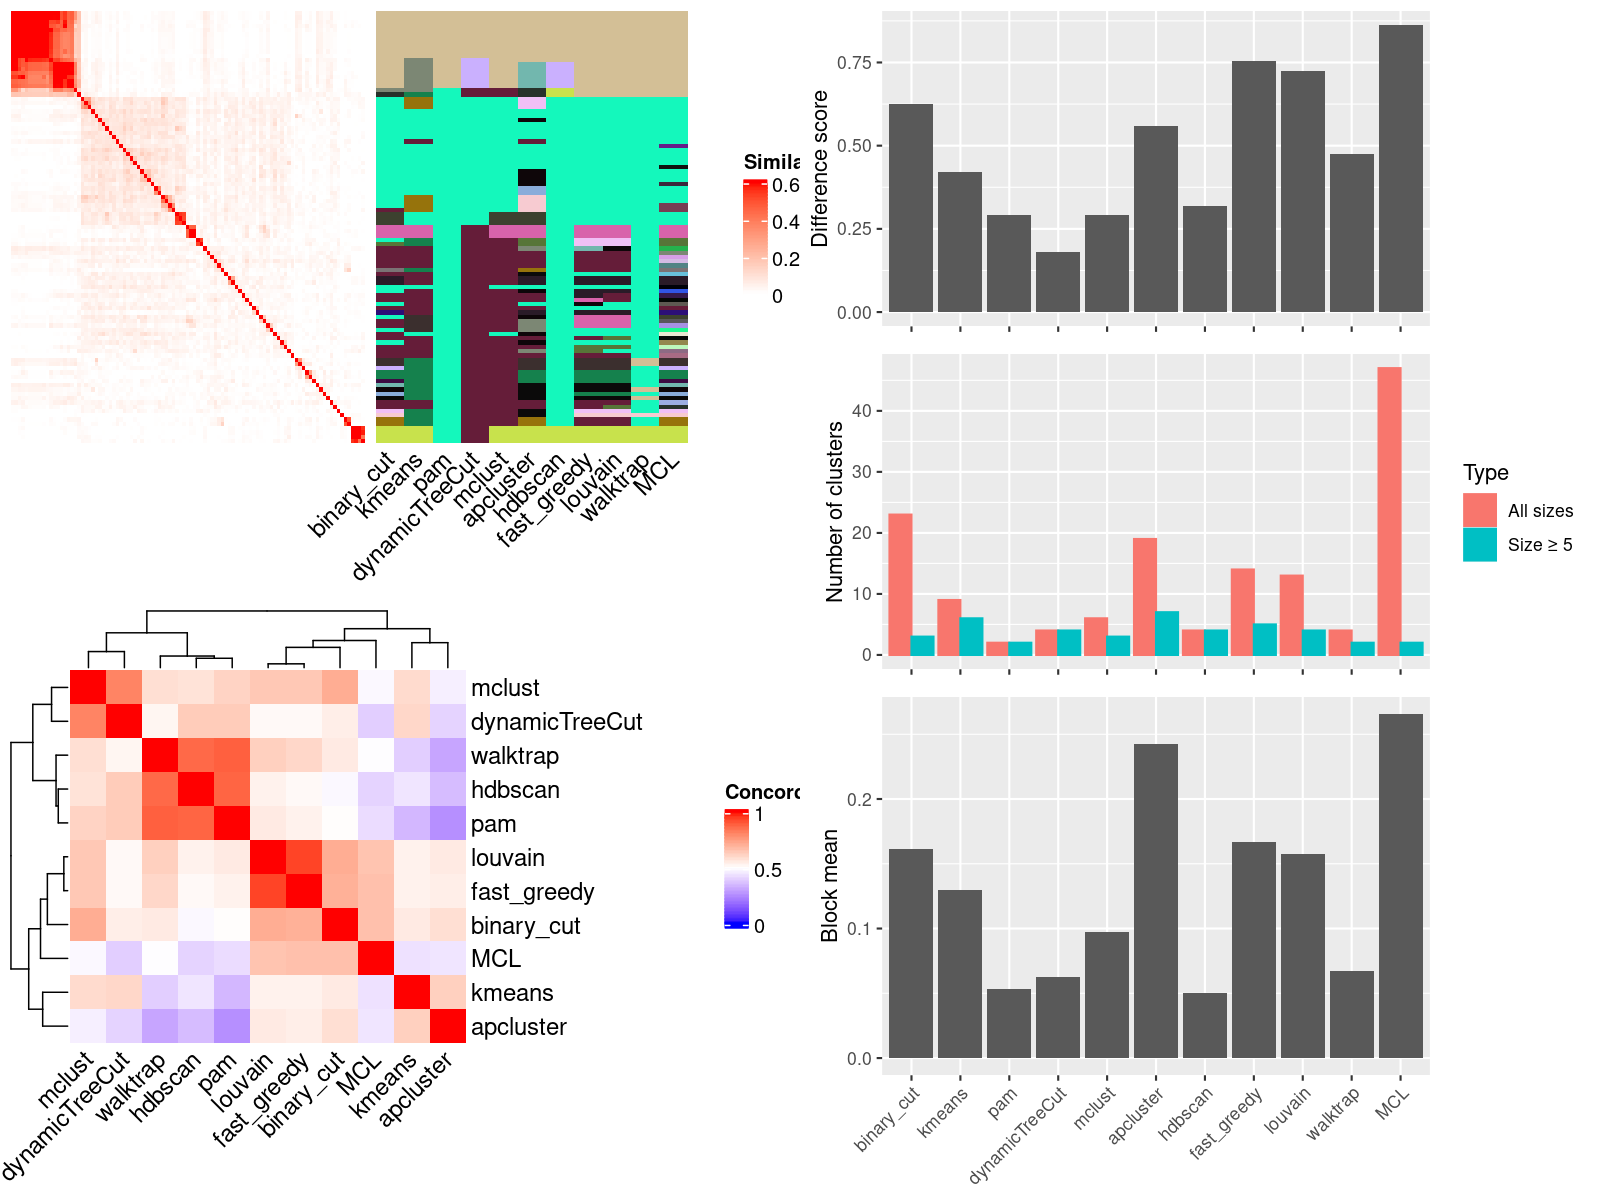 Simila
0.6
0.4
0.2
0
binary_cut
kmeans
pam
dynamicTreeCut
mclust
apcluster
hdbscan
fast_greedy
louvain
walktrap
MCL
mclust
dynamicTreeCut
walktrap
hdbscan
pam
louvain
fast_greedy
binary_cut
MCL
kmeans
apcluster
mclust
dynamicTreeCut
walktrap
hdbscan
pam
louvain
fast_greedy
binary_cut
MCL
kmeans
apcluster
Concord
1
0.5
0
Difference score
0.75
0.50
0.25
0.00
Number of clusters
40
30
20
10
0
Type
All sizes
Size ≥ 5
Block mean
0.2
0.1
0.0
binary_cut
kmeans
pam
dynamicTreeCut
mclust
apcluster
hdbscan
fast_greedy
louvain
walktrap
MCL